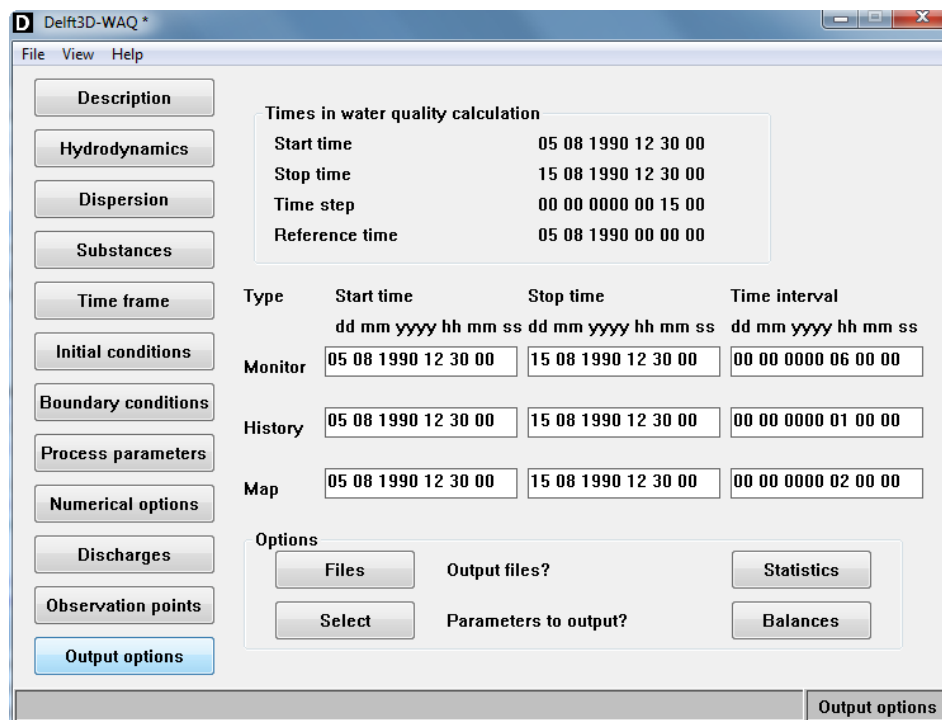 D Delft3D-WAQ *
File View Help
Description
Hydrodynamics
Dispersion
Substances
Time frame
Initial conditions
Boundary conditions
Process parameters
Numerical options
Discharges
Observation points
Output options
Times in water quality calculation
Start time 05 08 1990 12 30 00
Stop time 15 08 1990 12 30 00
Time step 00 00 0000 00 15 00
Reference time 05 08 1990 00 00 00
Type Start time Stop time Time interval
dd mm yyyy hh mm ss dd mm yyyy hh mm ss dd mm yyyy hh mm ss
Monitor 05 08 1990 12 30 00 15 08 1990 12 30 00 00 00 0000 06 00 00
History 05 08 1990 12 30 00 15 08 1990 12 30 00 00 00 0000 01 00 00
Map 05 08 1990 12 30 00 15 08 1990 12 30 00 00 00 0000 02 00 00
Options
Files Output files? Statistics
Select Parameters to output? Balances
Output options